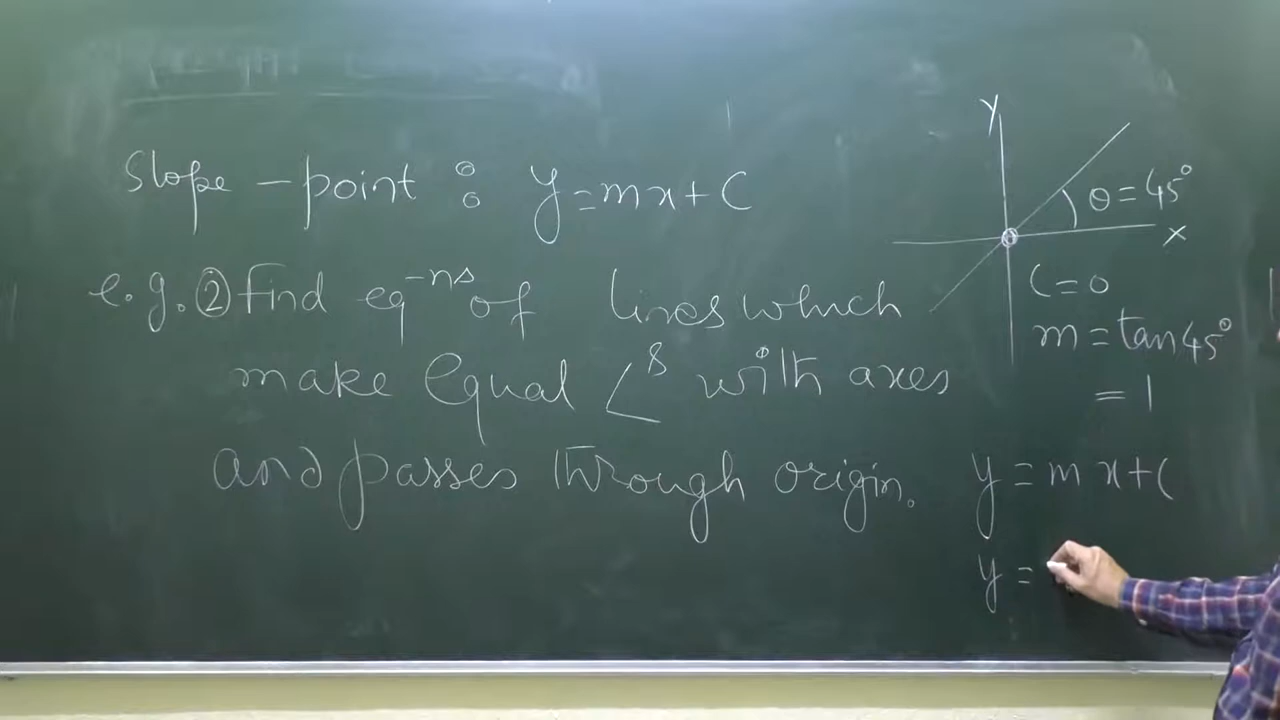 Slope - point : y = mx + C
e.g. ② find eq-ns of lines which
make Equal ∠s with axes
and passes through origin.
Y
θ = 45°
X
C = 0
m = tan 45°
= 1
y = mx + C
y =